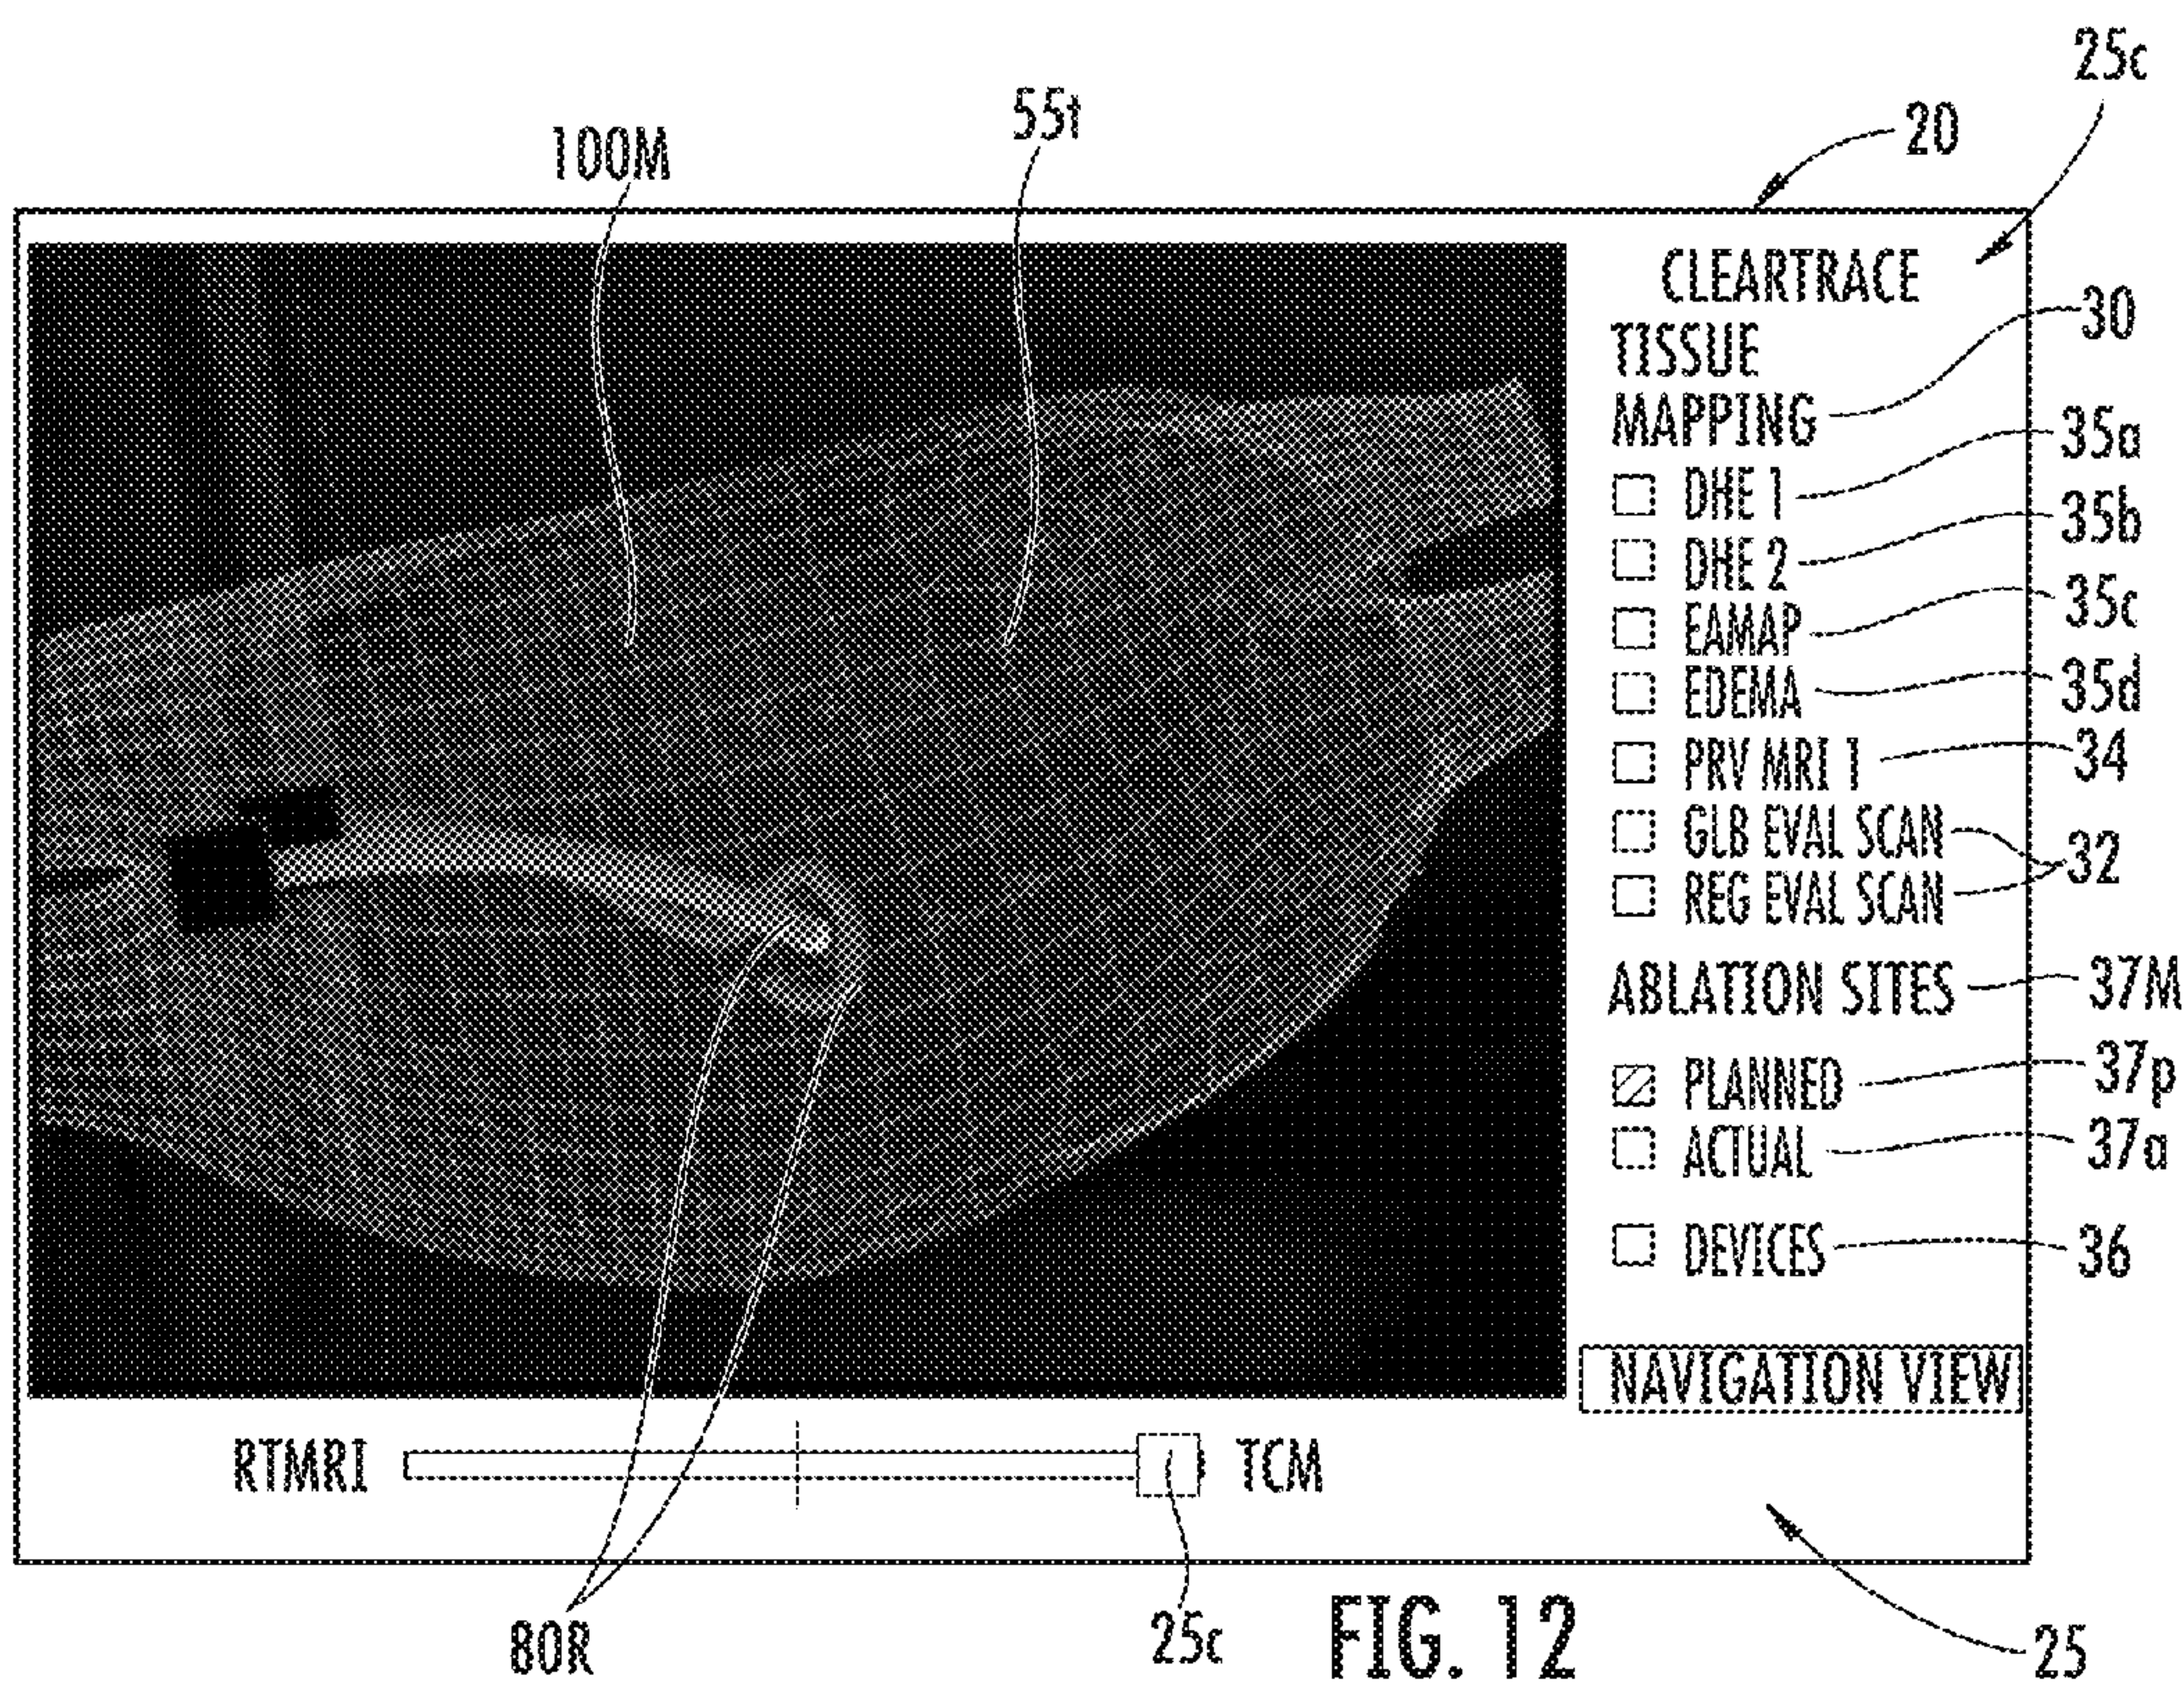 25c
20
55t
100M
CLEARTRACE
TISSUE
MAPPING
30
DHE 1
35a
DHE 2
35b
EAMAP
35c
EDEMA
35d
PRV MRI 1
34
GLB EVAL SCAN
REG EVAL SCAN
32
ABLATION SITES
37M
PLANNED
37p
ACTUAL
37a
DEVICES
36
NAVIGATION VIEW
RTMRI
TCM
80R
25c
FIG. 12
25